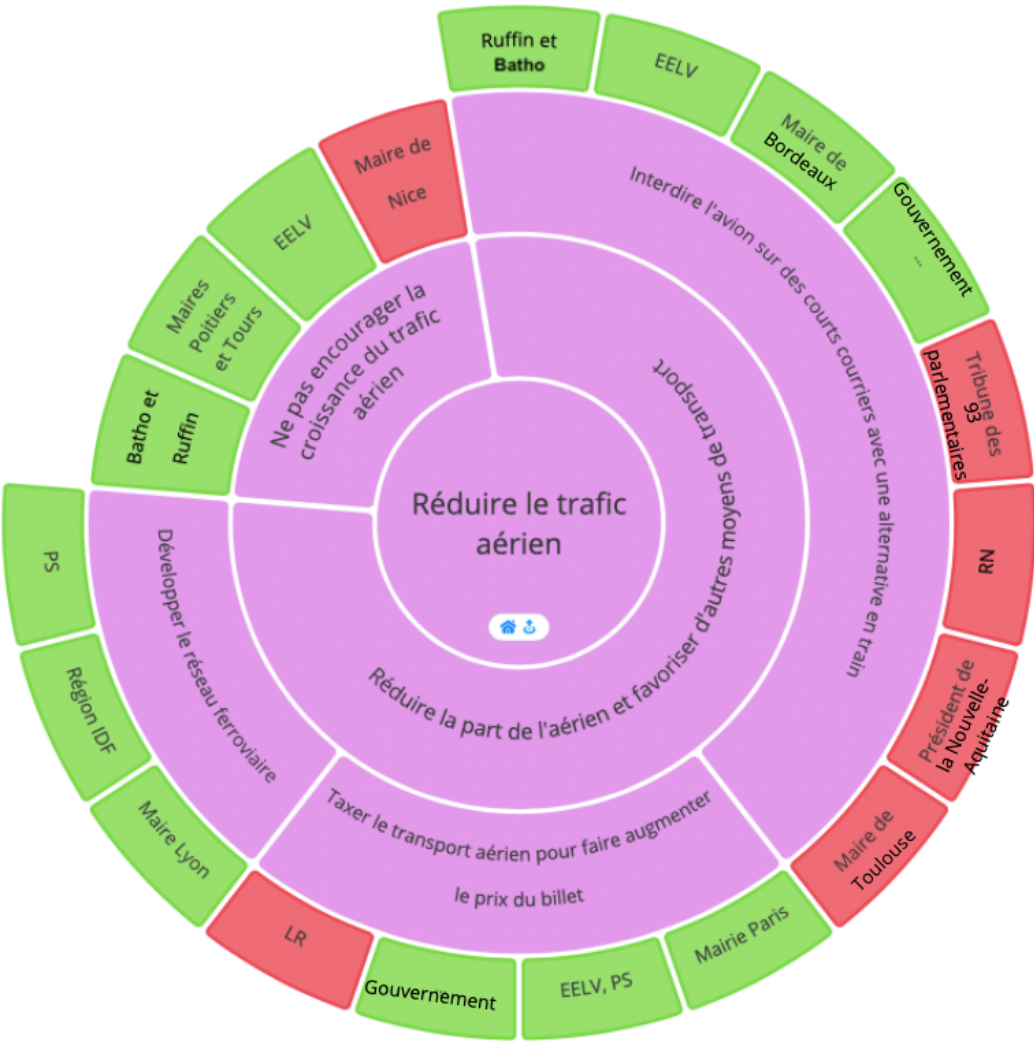 Réduire le trafic
aérien
Ne pas encourager la
croissance du trafic
aérien
Batho et
Ruffin
Maires
Poitiers
et Tours
EELV
Maire de
Nice
Réduire la part de l'aérien et favoriser d'autres moyens de transport
Interdire l'avion sur des courts courriers avec une alternative en train
Ruffin et
Batho
EELV
Maire de
Bordeaux
Gouvernement
...
Tribune des
93
parlementaires
RN
Président de
la Nouvelle-
Aquitaine
Maire de
Toulouse
Taxer le transport aérien pour faire augmenter
le prix du billet
Mairie Paris
EELV, PS
Gouvernement
LR
Développer le réseau ferroviaire
Maire Lyon
Région IDF
PS